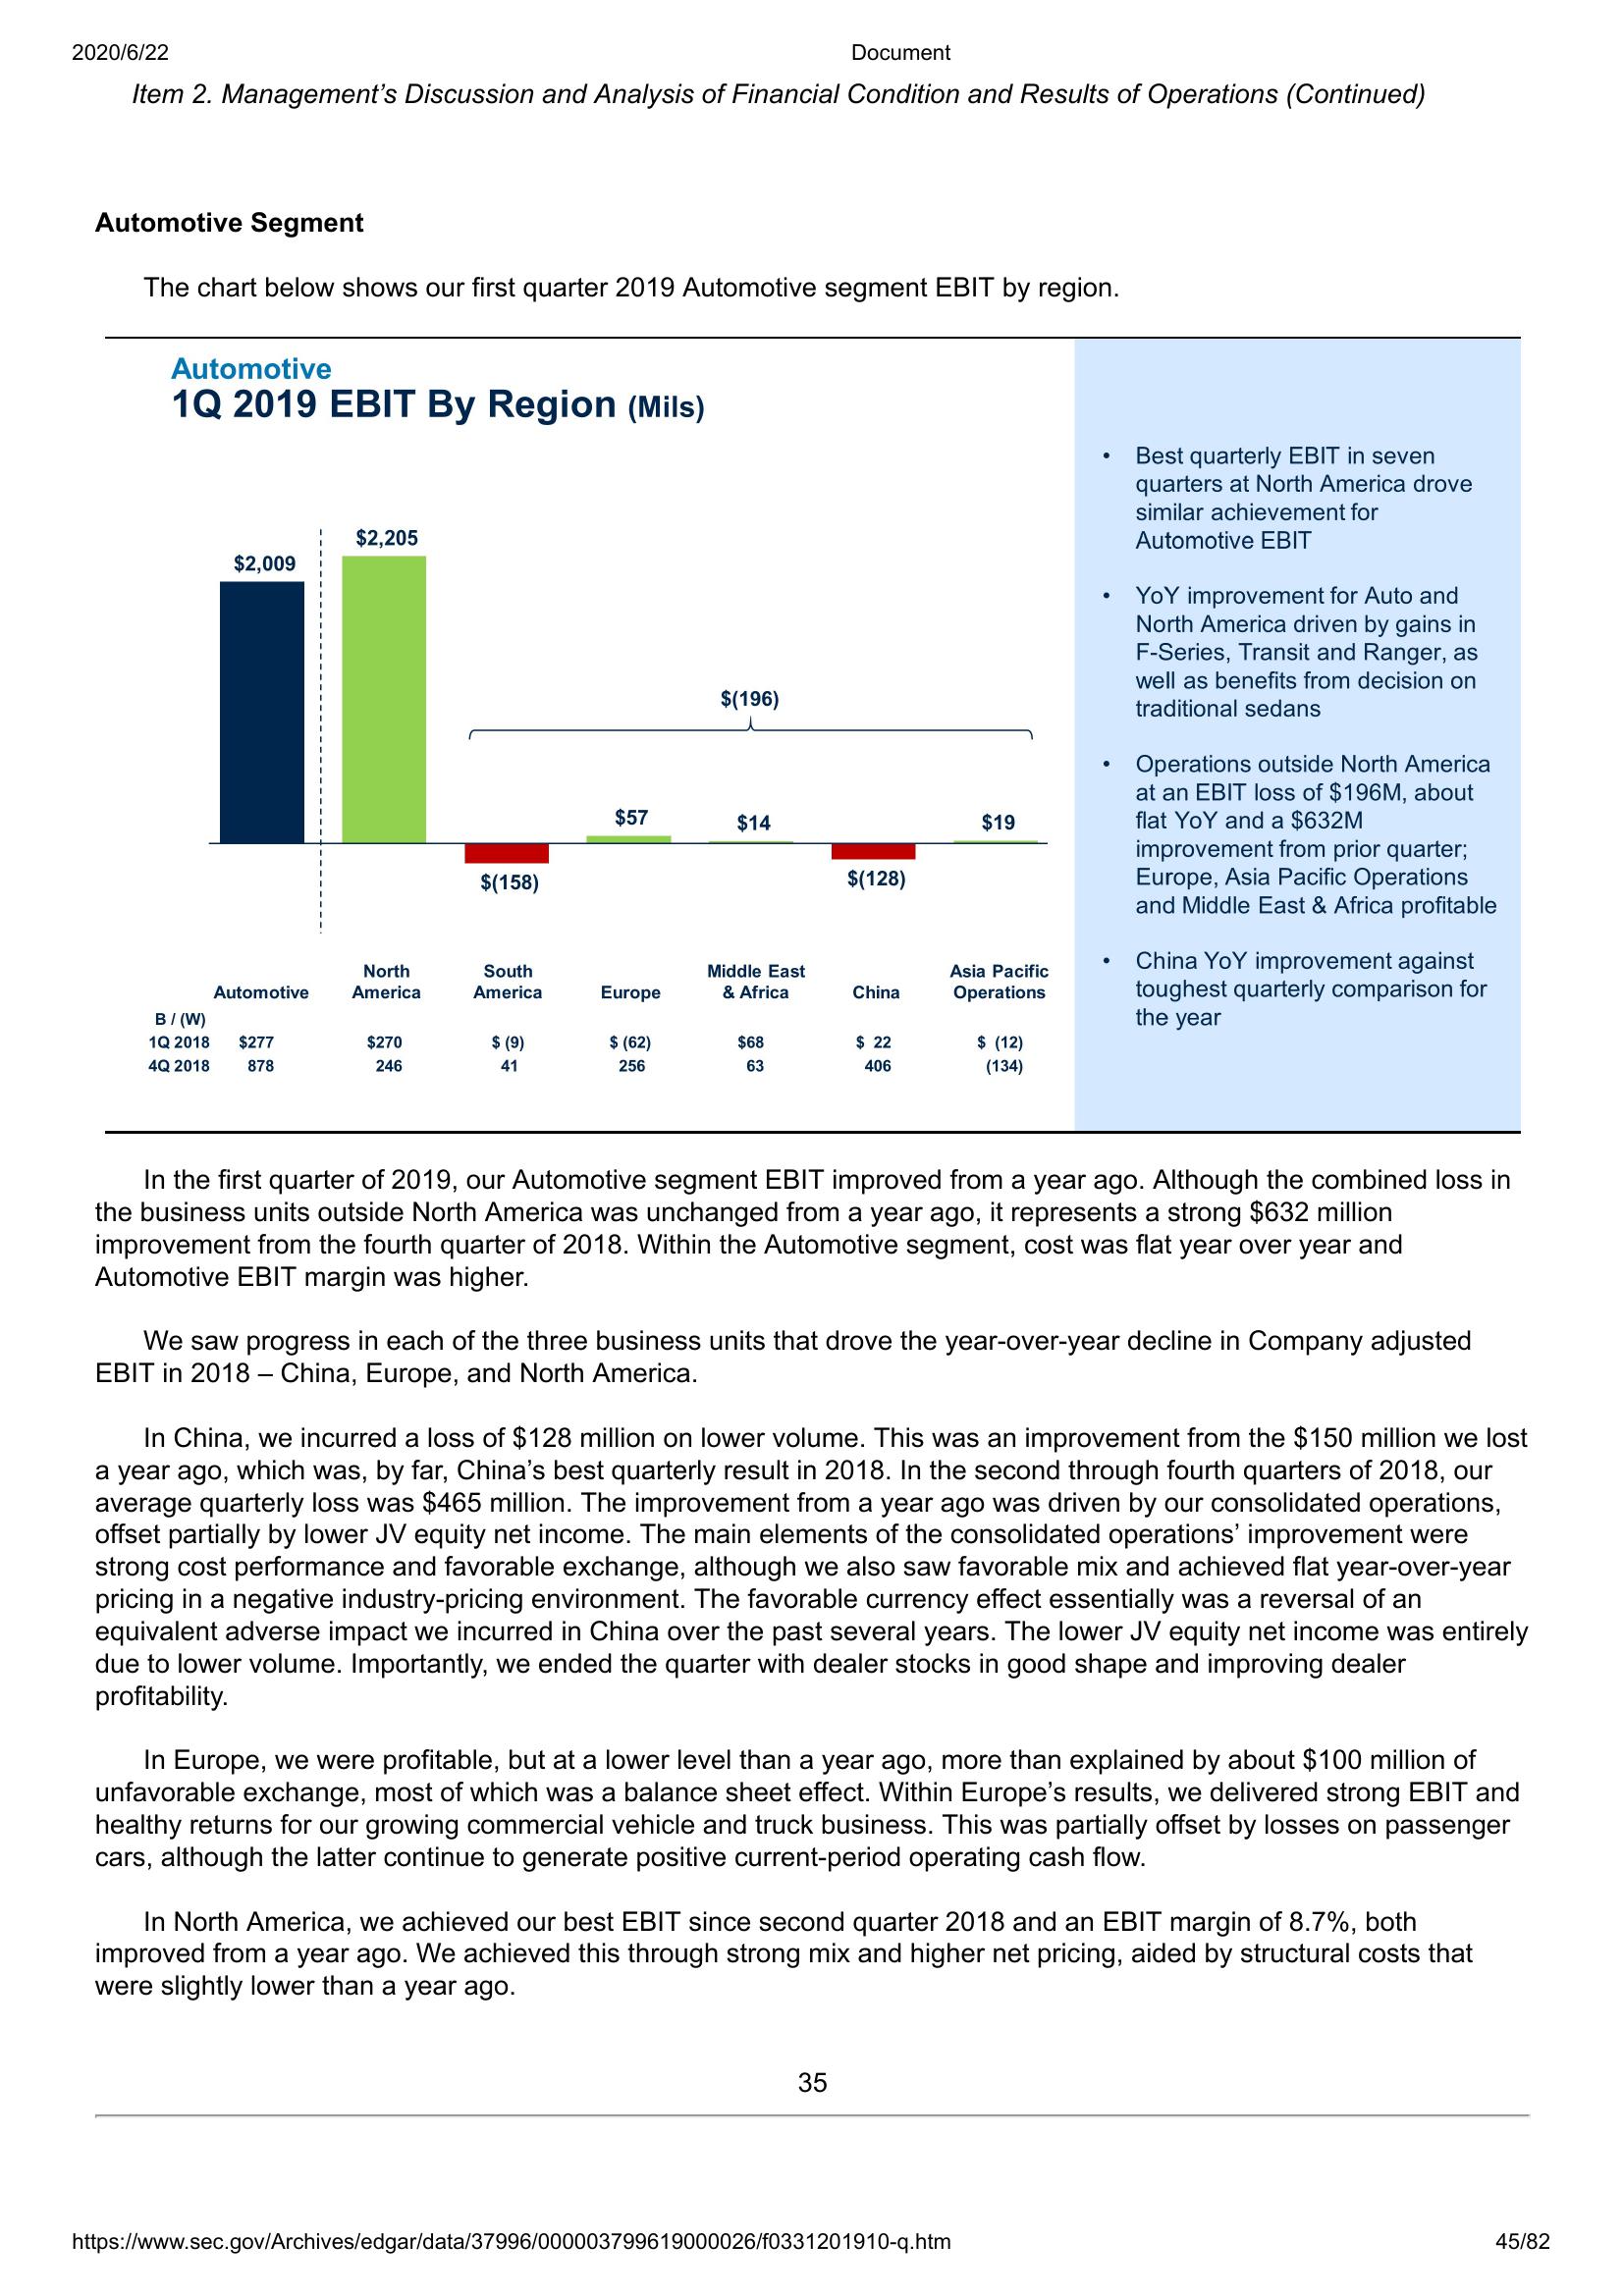 2020/6/22 Document
Item 2. Management’s Discussion and Analysis of Financial Condition and Results of Operations (Continued)
Automotive Segment
The chart below shows our first quarter 2019 Automotive segment EBIT by region.
Automotive
1Q 2019 EBIT By Region (Mils)
$2,009
$2,205
$(196)
$57
$14
$19
$(158)
$(128)
Automotive North America South America Europe Middle East & Africa China Asia Pacific Operations
B / (W)
1Q 2018 $277 $270 $ (9) $ (62) $68 $ 22 $ (12)
4Q 2018 878 246 41 256 63 406 (134)
• Best quarterly EBIT in seven
quarters at North America drove
similar achievement for
Automotive EBIT
• YoY improvement for Auto and
North America driven by gains in
F-Series, Transit and Ranger, as
well as benefits from decision on
traditional sedans
• Operations outside North America
at an EBIT loss of $196M, about
flat YoY and a $632M
improvement from prior quarter;
Europe, Asia Pacific Operations
and Middle East & Africa profitable
• China YoY improvement against
toughest quarterly comparison for
the year
In the first quarter of 2019, our Automotive segment EBIT improved from a year ago. Although the combined loss in
the business units outside North America was unchanged from a year ago, it represents a strong $632 million
improvement from the fourth quarter of 2018. Within the Automotive segment, cost was flat year over year and
Automotive EBIT margin was higher.
We saw progress in each of the three business units that drove the year-over-year decline in Company adjusted
EBIT in 2018 – China, Europe, and North America.
In China, we incurred a loss of $128 million on lower volume. This was an improvement from the $150 million we lost
a year ago, which was, by far, China’s best quarterly result in 2018. In the second through fourth quarters of 2018, our
average quarterly loss was $465 million. The improvement from a year ago was driven by our consolidated operations,
offset partially by lower JV equity net income. The main elements of the consolidated operations’ improvement were
strong cost performance and favorable exchange, although we also saw favorable mix and achieved flat year-over-year
pricing in a negative industry-pricing environment. The favorable currency effect essentially was a reversal of an
equivalent adverse impact we incurred in China over the past several years. The lower JV equity net income was entirely
due to lower volume. Importantly, we ended the quarter with dealer stocks in good shape and improving dealer
profitability.
In Europe, we were profitable, but at a lower level than a year ago, more than explained by about $100 million of
unfavorable exchange, most of which was a balance sheet effect. Within Europe’s results, we delivered strong EBIT and
healthy returns for our growing commercial vehicle and truck business. This was partially offset by losses on passenger
cars, although the latter continue to generate positive current-period operating cash flow.
In North America, we achieved our best EBIT since second quarter 2018 and an EBIT margin of 8.7%, both
improved from a year ago. We achieved this through strong mix and higher net pricing, aided by structural costs that
were slightly lower than a year ago.
35
https://www.sec.gov/Archives/edgar/data/37996/000003799619000026/f0331201910-q.htm 45/82